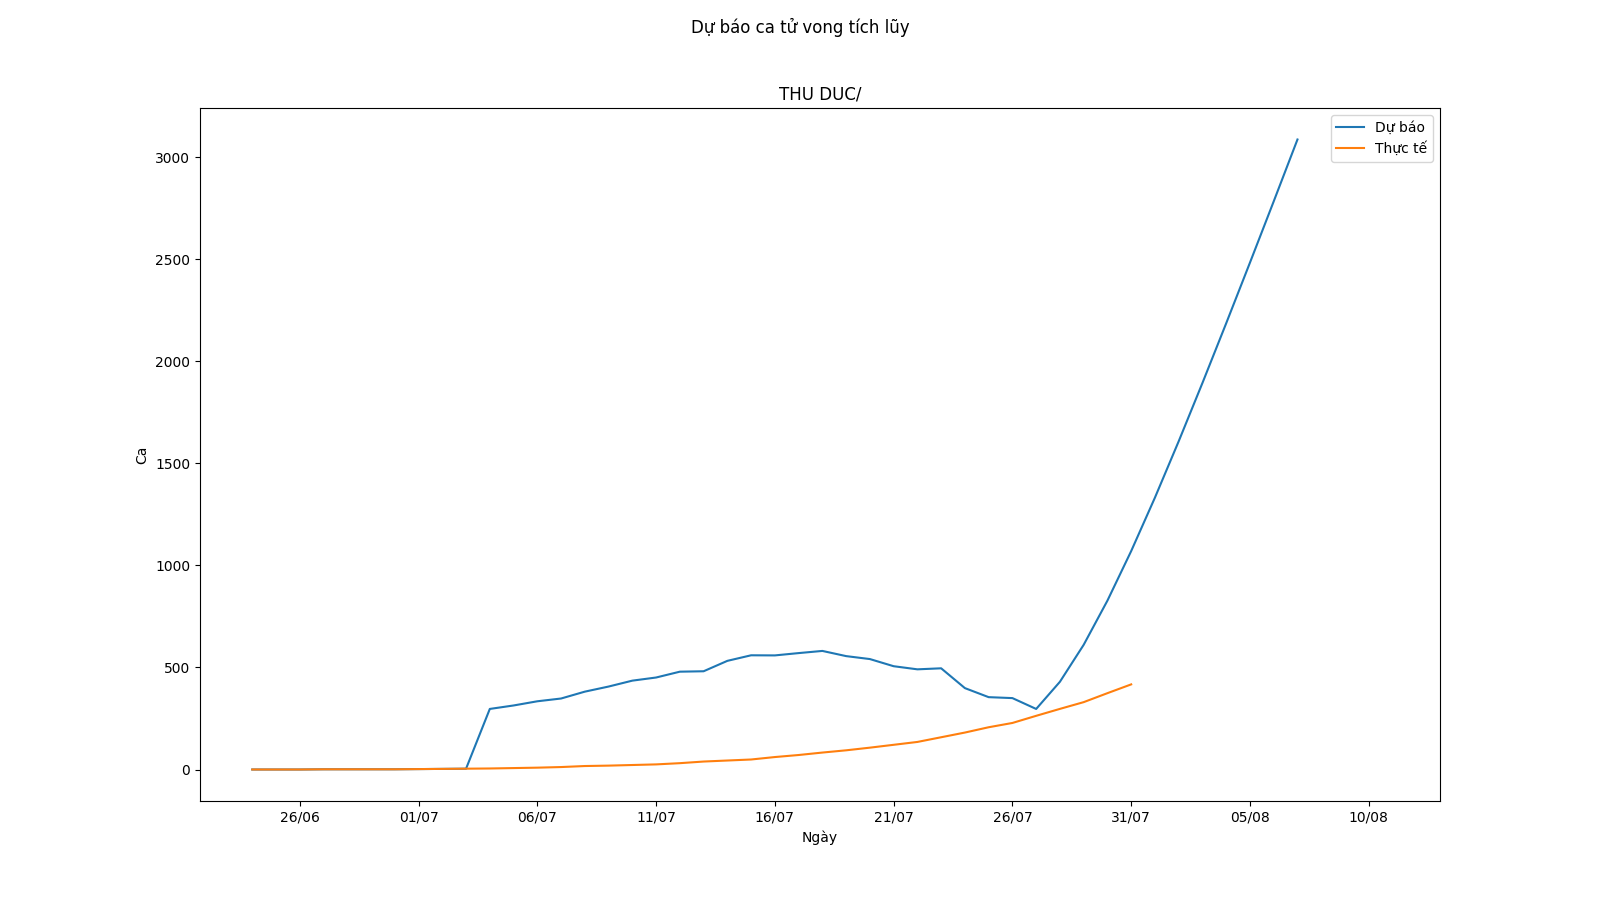 Dự báo ca tử vong tích lũy
THU DUC/
Dự báo
Thực tế
3000
2500
2000
1500
1000
500
0
Ca
26/06
01/07
06/07
11/07
16/07
21/07
26/07
31/07
05/08
10/08
Ngày